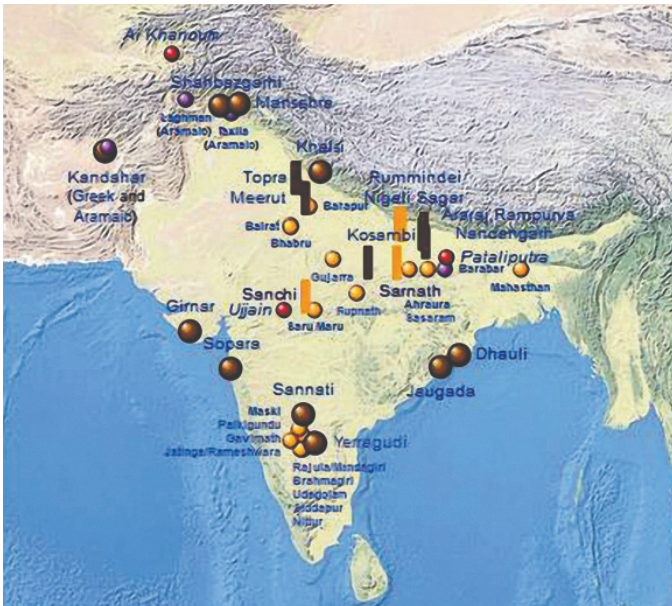 Ai Khanoum
Shahbazgarhi
Mansehra
Laghman
(Aramaic)
Taxila
(Aramaic)
Kandahar
(Greek and
Aramaic)
Khalsi
Topra
Meerut
Rummindei
Nigali Sagar
Bairat
Bhabru
Bahapur
Araraj Rampurva
Nandangarh
Kosambi
Pataliputra
Gujarra
Barabar
Mahasthan
Sarnath
Sanchi
Ujjain
Rupnath
Ahraura
Sasaram
Saru Maru
Girnar
Sopara
Dhauli
Jaugada
Sannati
Maski
Palkigundu
Gavimath
Jatinga/Rameshwara
Yerragudi
Rajula/Mandagiri
Brahmagiri
Udegolam
Siddapur
Nittur